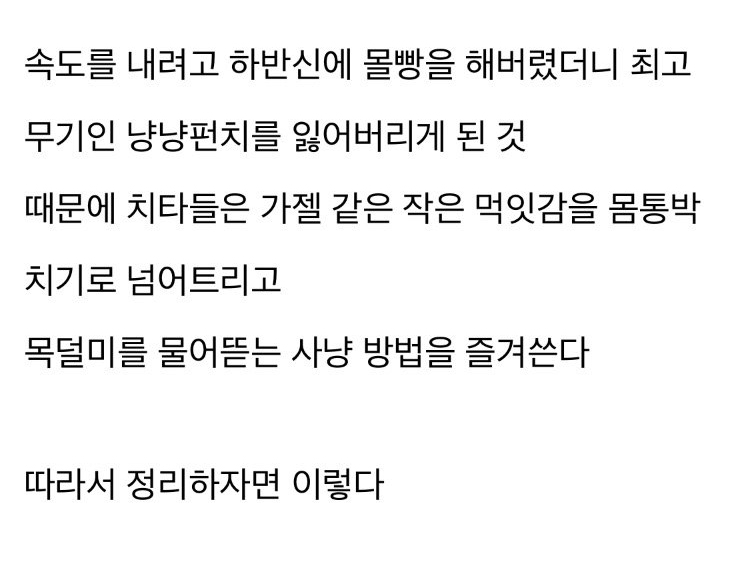 속도를 내려고 하반신에 몰빵을 해버렸더니 최고
무기인 냥냥펀치를 잃어버리게 된 것
때문에 치타들은 가젤 같은 작은 먹잇감을 몸통박
치기로 넘어트리고
목덜미를 물어뜯는 사냥 방법을 즐겨쓴다
따라서 정리하자면 이렇다